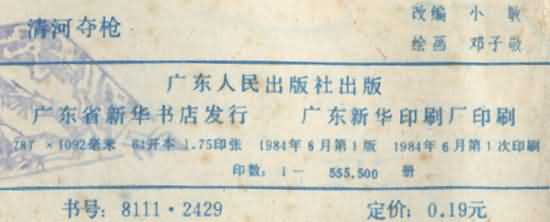 清河夺枪
改编 小敏
绘画 邓子敬
广东人民出版社出版
广东省新华书店发行 广东新华印刷厂印刷
787×1092毫米 64开本 1.75印张 1984年6月第1版 1984年6月第1次印刷
印数：1— 555,500 册
书号：8111·2429 定价：0.19元